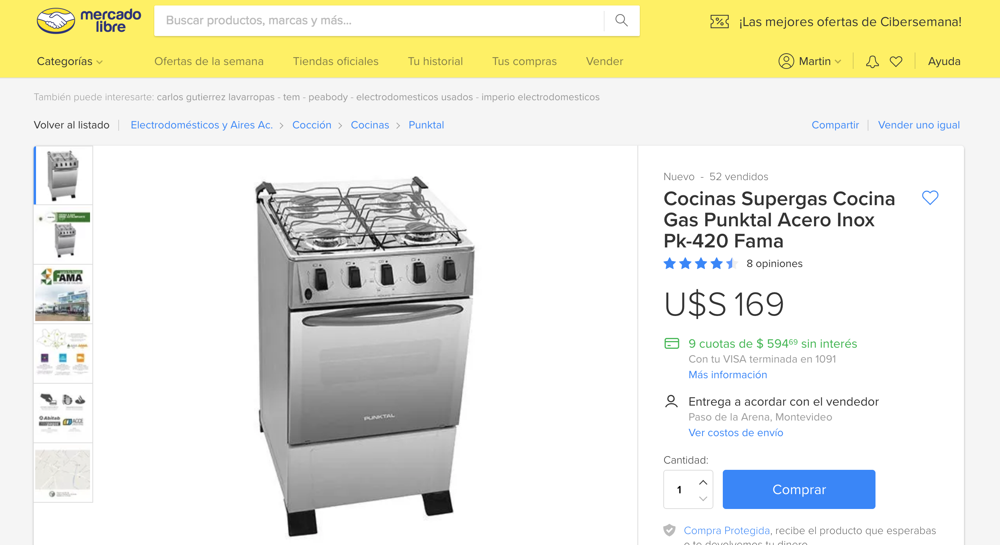 mercado
libre
Buscar productos, marcas y más...
¡Las mejores ofertas de Cibersemana!
Categorías
Ofertas de la semana
Tiendas oficiales
Tu historial
Tus compras
Vender
Martin
Ayuda
También puede interesarte: carlos gutierrez lavarropas - tem - peabody - electrodomesticos usados - imperio electrodomesticos
Volver al listado
Electrodomésticos y Aires Ac. > Cocción > Cocinas > Punktal
Compartir
Vender uno igual
FAMA
Abitab
ACCE
PUNKTAL
Nuevo - 52 vendidos
Cocinas Supergas Cocina
Gas Punktal Acero Inox
Pk-420 Fama
8 opiniones
U$S 169
9 cuotas de $ 594⁶⁹ sin interés
Con tu VISA terminada en 1091
Más información
Entrega a acordar con el vendedor
Paso de la Arena, Montevideo
Ver costos de envío
Cantidad:
1
Comprar
Compra Protegida, recibe el producto que esperabas
o te devolvemos tu dinero